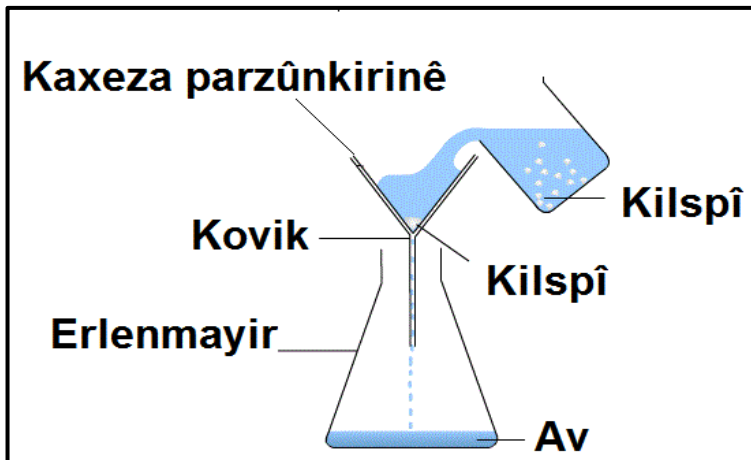 Kaxeza parzûnkirinê
Kilspî
Kovik
Kilspî
Erlenmayir
Av